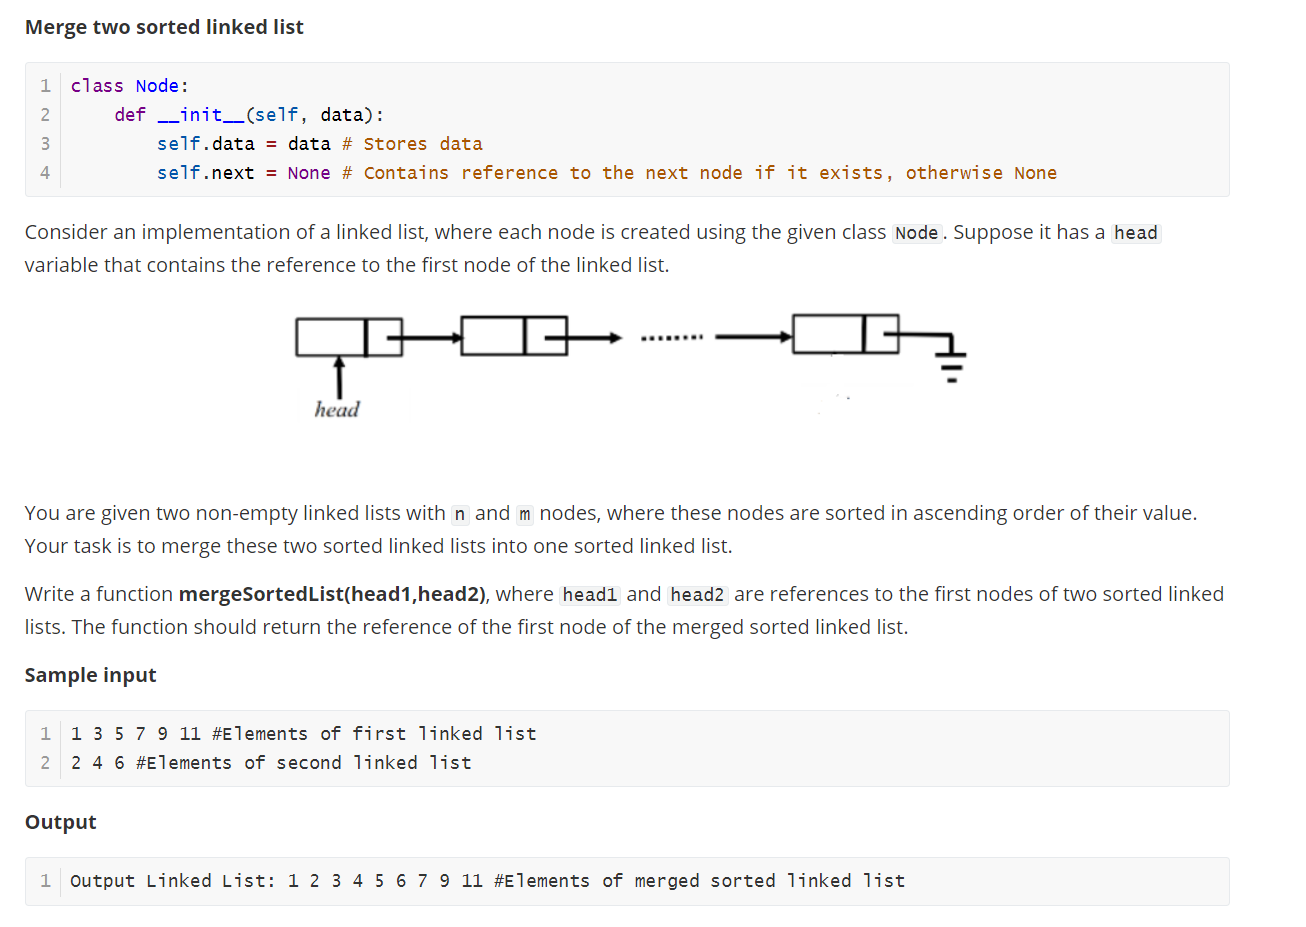 Merge two sorted linked list
1 class Node:
2     def __init__(self, data):
3         self.data = data # Stores data
4         self.next = None # Contains reference to the next node if it exists, otherwise None
Consider an implementation of a linked list, where each node is created using the given class Node. Suppose it has a head
variable that contains the reference to the first node of the linked list.
head
You are given two non-empty linked lists with n and m nodes, where these nodes are sorted in ascending order of their value.
Your task is to merge these two sorted linked lists into one sorted linked list.
Write a function mergeSortedList(head1,head2), where head1 and head2 are references to the first nodes of two sorted linked
lists. The function should return the reference of the first node of the merged sorted linked list.
Sample input
1 1 3 5 7 9 11 #Elements of first linked list
2 2 4 6 #Elements of second linked list
Output
1 Output Linked List: 1 2 3 4 5 6 7 9 11 #Elements of merged sorted linked list